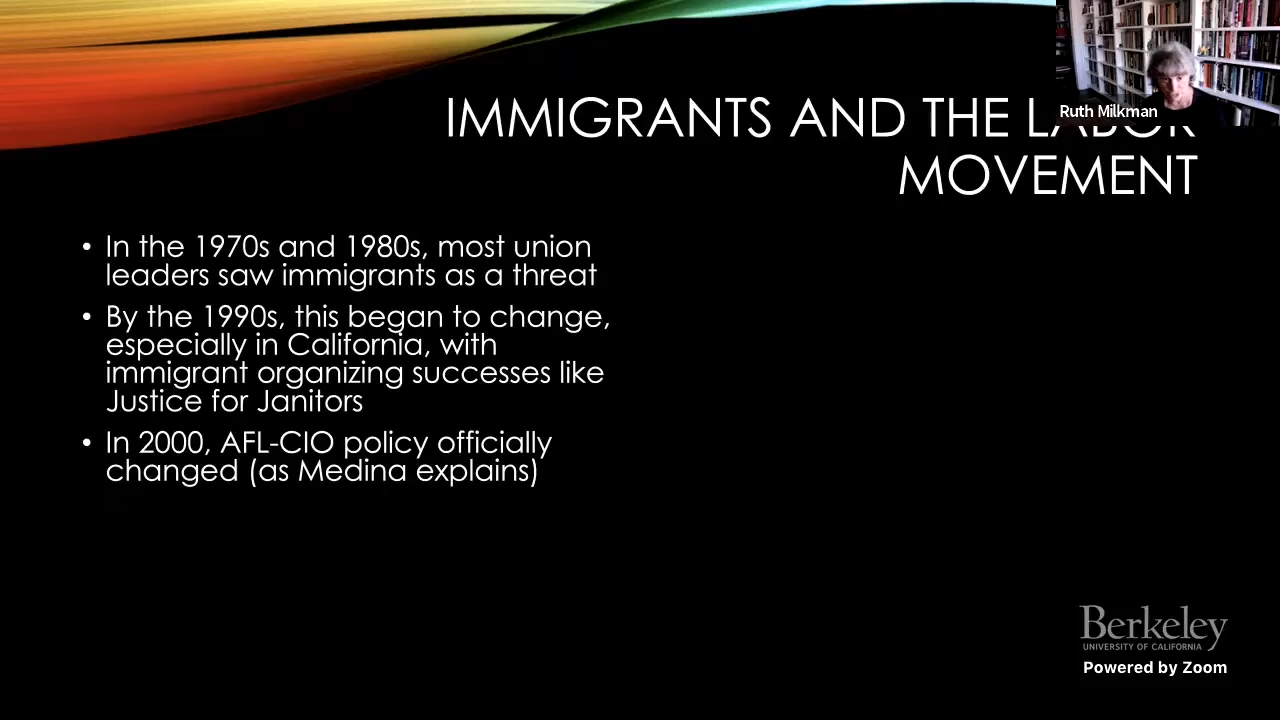 Ruth Milkman
IMMIGRANTS AND THE LABOR
MOVEMENT
• In the 1970s and 1980s, most union
leaders saw immigrants as a threat
• By the 1990s, this began to change,
especially in California, with
immigrant organizing successes like
Justice for Janitors
• In 2000, AFL-CIO policy officially
changed (as Medina explains)
Berkeley
UNIVERSITY OF CALIFORNIA
Powered by Zoom